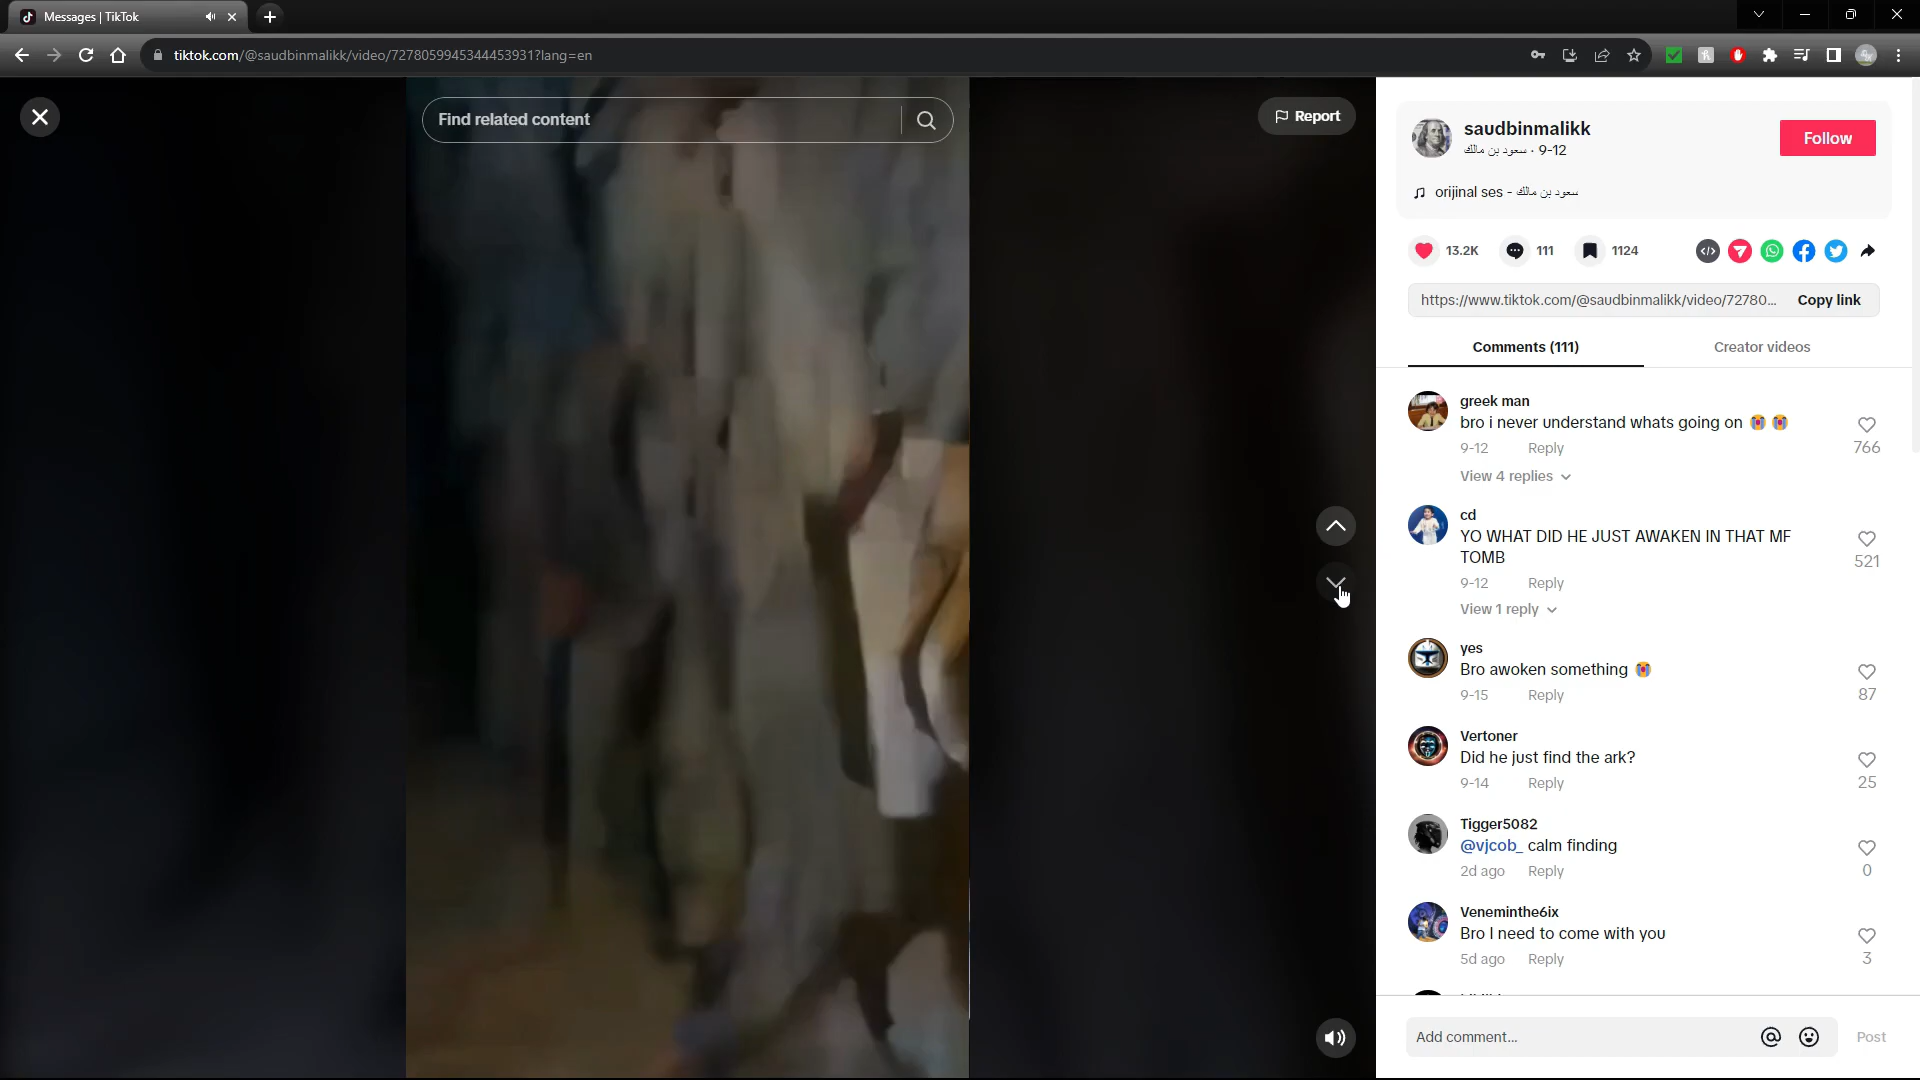 Messages | TikTok
tiktok.com/@saudbinmalikk/video/7278059945344453931?lang=en
Find related content
Report
saudbinmalikk
سعود بن مالك · 9-12
Follow
orijinal ses - سعود بن مالك
13.2K
111
1124
https://www.tiktok.com/@saudbinmalikk/video/72780...
Copy link
Comments (111)
Creator videos
greek man
bro i never understand whats going on 😭 😭
9-12 Reply
766
View 4 replies
cd
YO WHAT DID HE JUST AWAKEN IN THAT MF
TOMB
521
9-12 Reply
View 1 reply
yes
Bro awoken something 😭
9-15 Reply
87
Vertoner
Did he just find the ark?
9-14 Reply
25
Tigger5082
@vjcob_ calm finding
2d ago Reply
0
Veneminthe6ix
Bro I need to come with you
5d ago Reply
3
Add comment...
Post